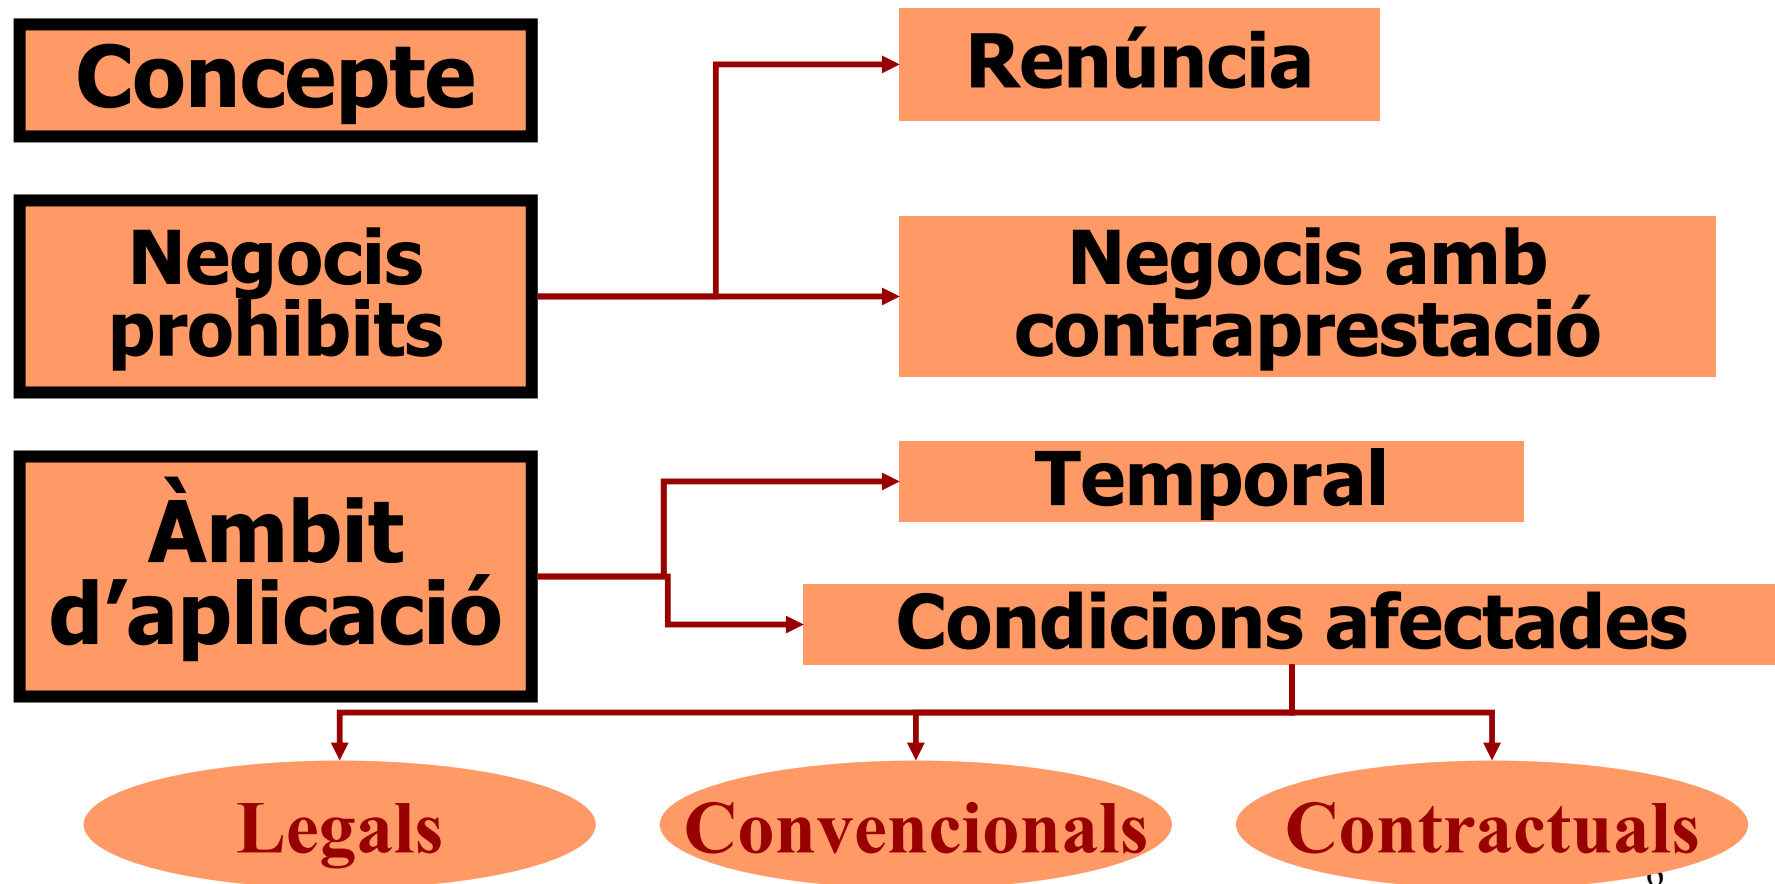 Concepte
Renúncia
Negocis
prohibits
Negocis amb
contraprestació
Àmbit
d’aplicació
Temporal
Condicions afectades
Legals
Convencionals
Contractuals